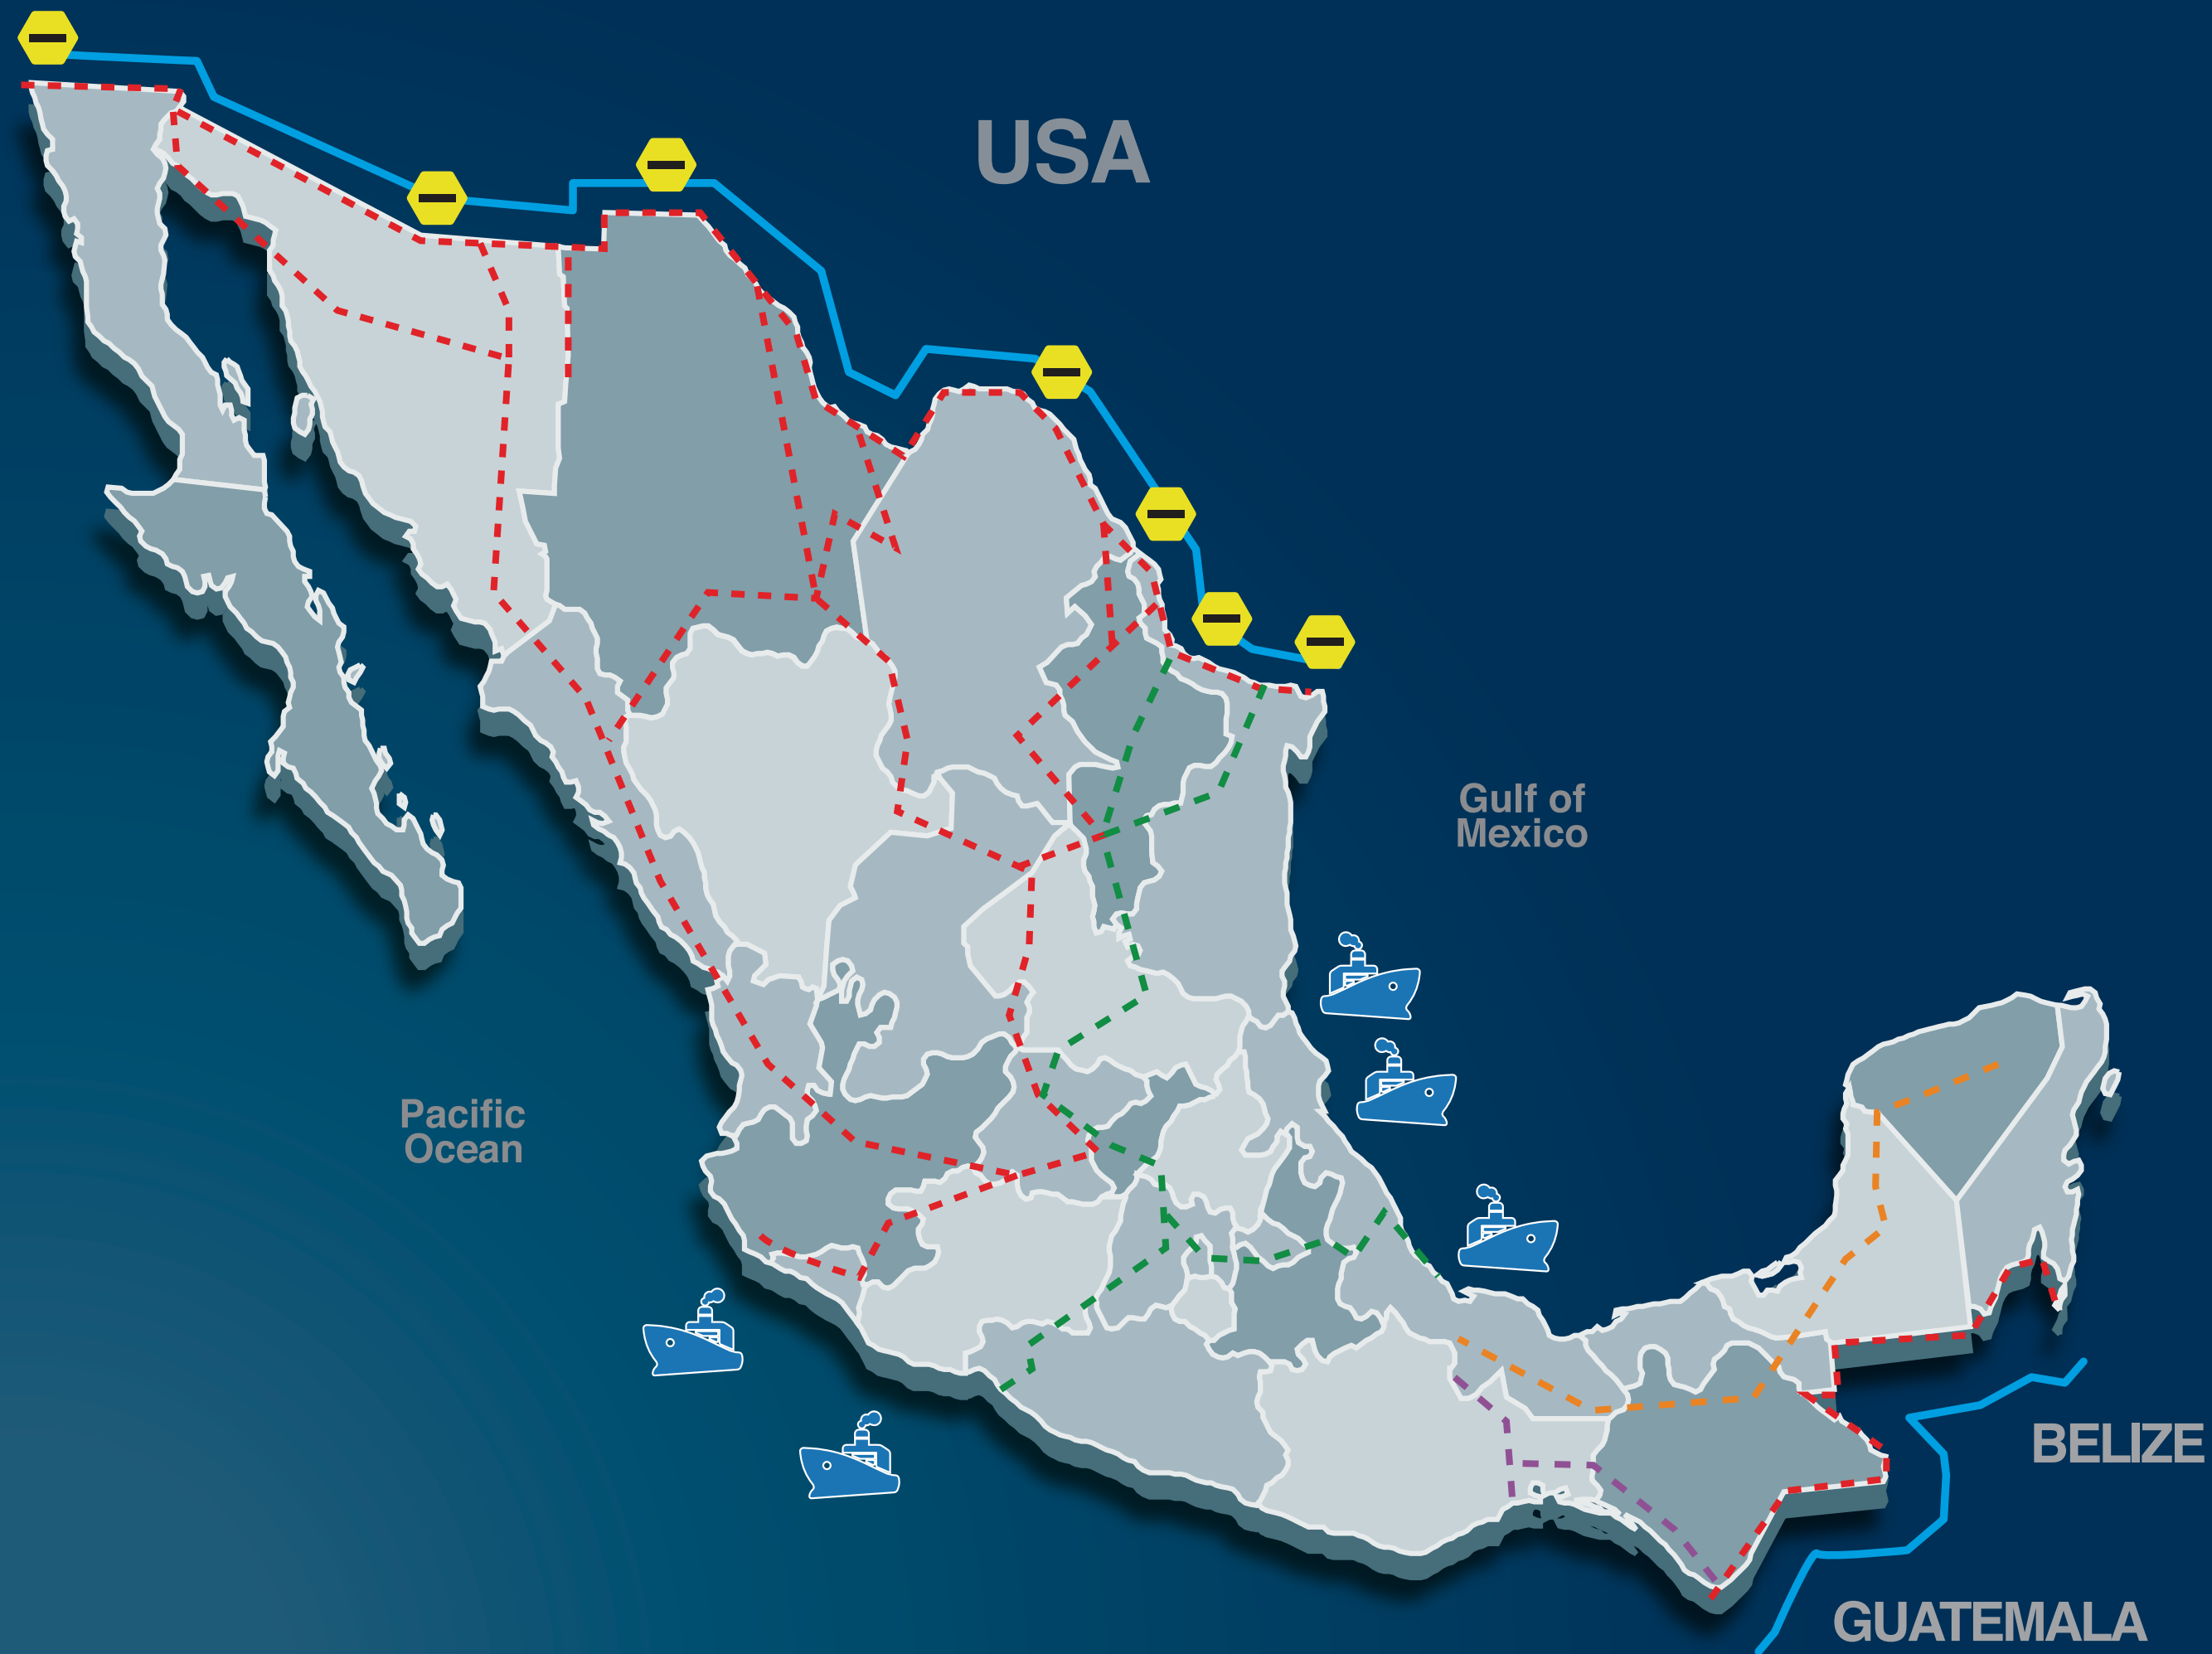 USA
Gulf of
Mexico
Pacific
Ocean
BELIZE
GUATEMALA